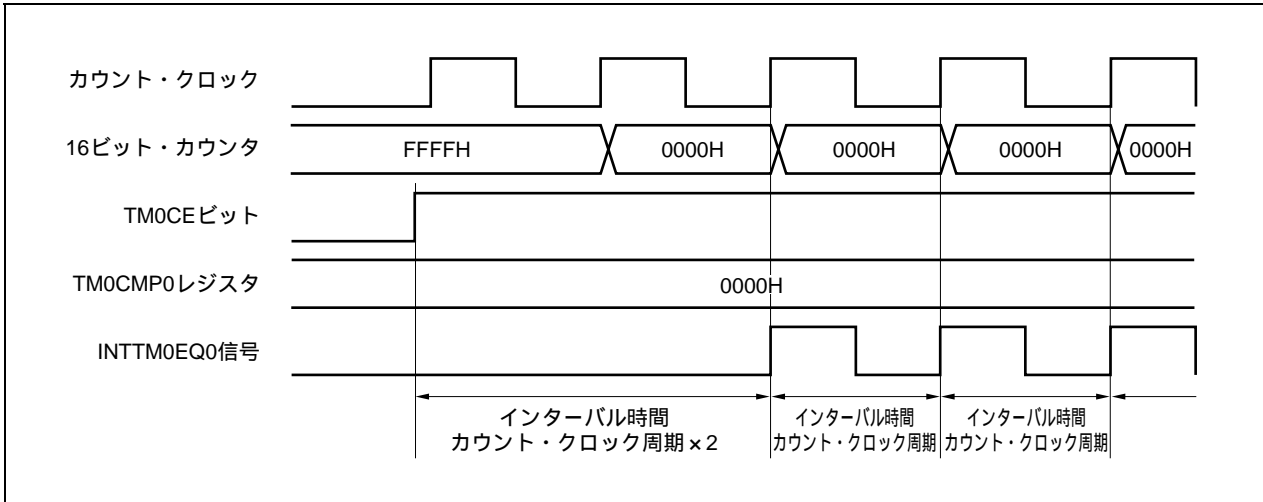 カウント・クロック
16ビット・カウンタ
FFFFH
0000H
0000H
0000H
0000H
TM0CEビット
TM0CMP0レジスタ
0000H
INTTM0EQ0信号
インターバル時間
カウント・クロック周期×2
インターバル時間
カウント・クロック周期
インターバル時間
カウント・クロック周期